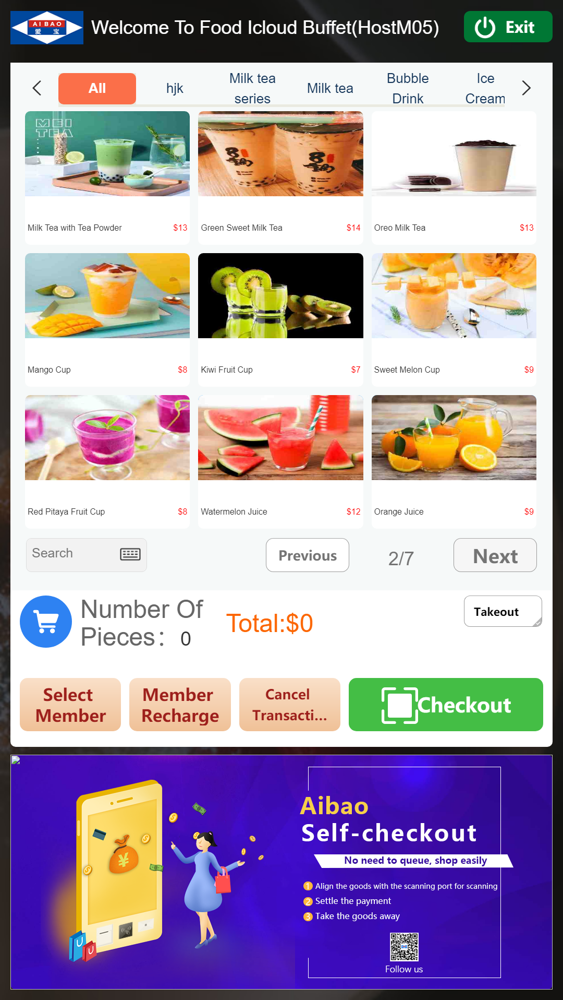 AIBAO
爱 宝
Welcome To Food Icloud Buffet(HostM05)
Exit
All
hjk
Milk tea
series
Milk tea
Bubble
Drink
Ice
Cream
MEI
TEA
Milk Tea with Tea Powder $13
Green Sweet Milk Tea $14
Oreo Milk Tea $13
Mango Cup $8
Kiwi Fruit Cup $7
Sweet Melon Cup $9
Red Pitaya Fruit Cup $8
Watermelon Juice $12
Orange Juice $9
Search
Previous
2/7
Next
Number Of
Pieces： 0
Total:$0
Takeout
Select
Member
Member
Recharge
Cancel
Transacti...
Checkout
Aibao
Self-checkout
No need to queue, shop easily
1 Align the goods with the scanning port for scanning
2 Settle the payment
3 Take the goods away
¥
Follow us